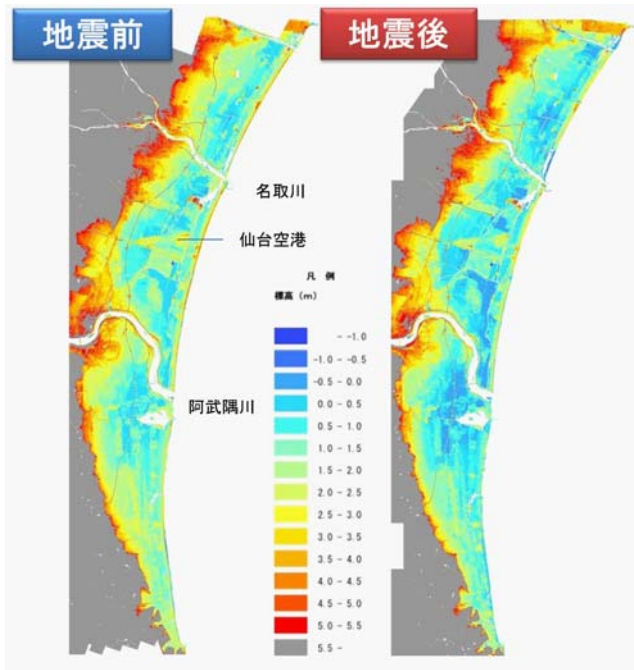 地震前
地震後
名取川
仙台空港
凡 例
標高（m）
- -1.0
-1.0 - -0.5
-0.5 - 0.0
0.0 - 0.5
0.5 - 1.0
1.0 - 1.5
1.5 - 2.0
2.0 - 2.5
2.5 - 3.0
3.0 - 3.5
3.5 - 4.0
4.0 - 4.5
4.5 - 5.0
5.0 - 5.5
5.5 -
阿武隈川